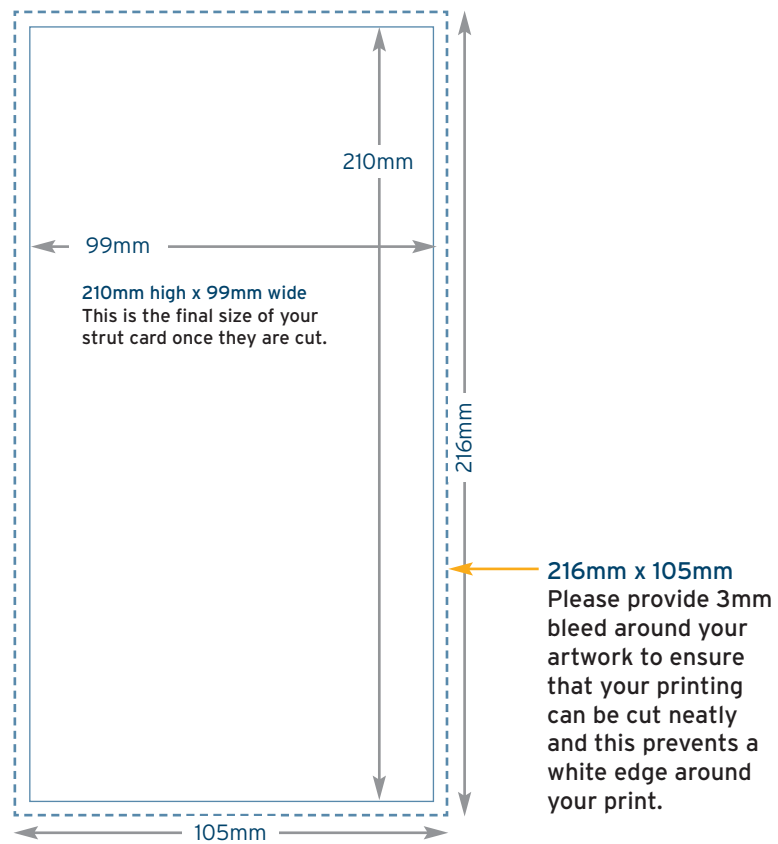 210mm
99mm
210mm high x 99mm wide
This is the final size of your
strut card once they are cut.
216mm
216mm x 105mm
Please provide 3mm
bleed around your
artwork to ensure
that your printing
can be cut neatly
and this prevents a
white edge around
your print.
105mm